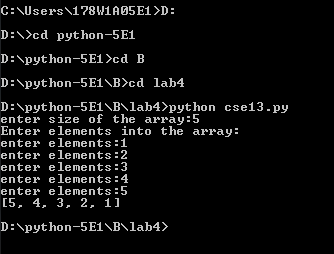 C:\Users\178W1A05E1>D:
D:\>cd python-5E1
D:\python-5E1>cd B
D:\python-5E1\B>cd lab4
D:\python-5E1\B\lab4>python cse13.py
enter size of the array:5
Enter elements into the array:
enter elements:1
enter elements:2
enter elements:3
enter elements:4
enter elements:5
[5, 4, 3, 2, 1]
D:\python-5E1\B\lab4>